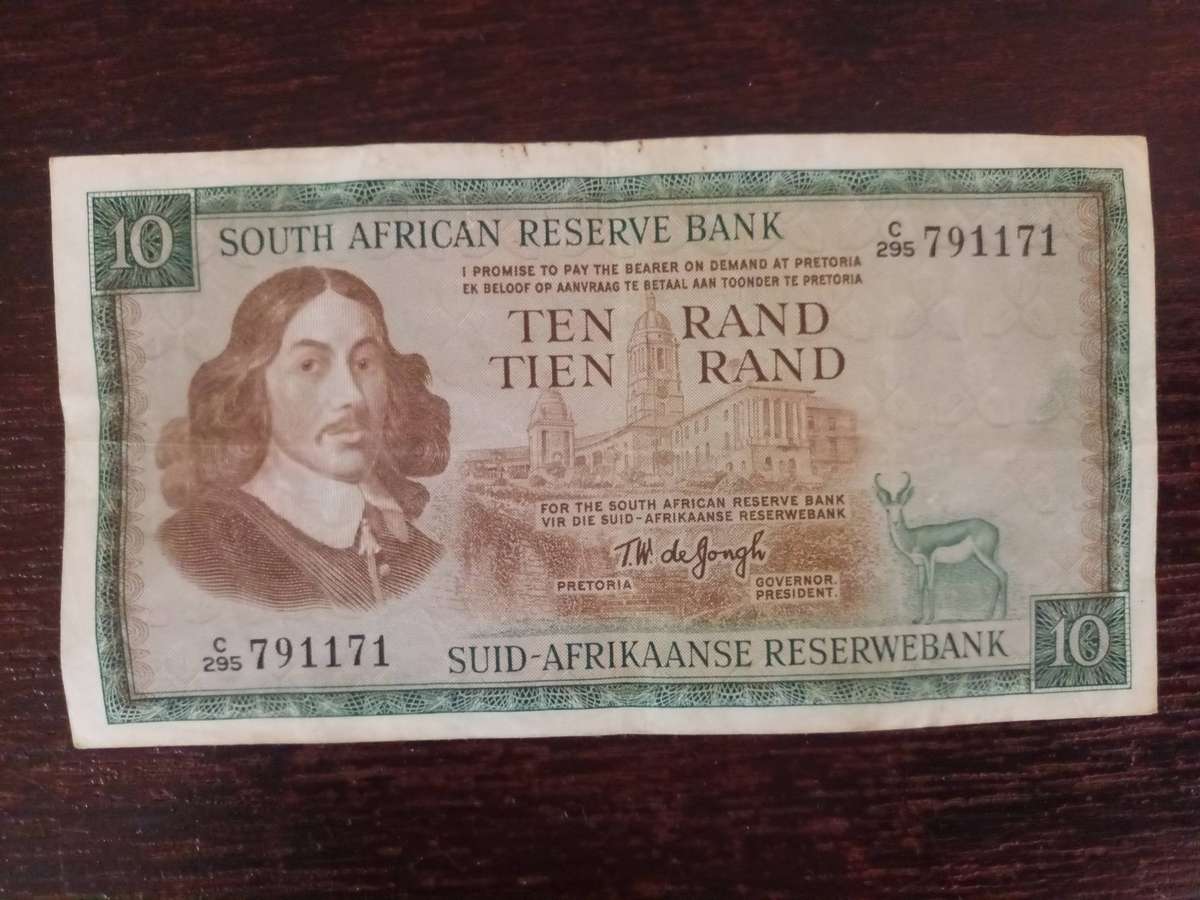 10
SOUTH AFRICAN RESERVE BANK
C/295 791171
I PROMISE TO PAY THE BEARER ON DEMAND AT PRETORIA
EK BELOOF OP AANVRAAG TE BETAAL AAN TOONDER TE PRETORIA
TEN RAND
TIEN RAND
FOR THE SOUTH AFRICAN RESERVE BANK
VIR DIE SUID-AFRIKAANSE RESERWEBANK
T.W. de Jongh
PRETORIA
GOVERNOR.
PRESIDENT.
C/295 791171
SUID-AFRIKAANSE RESERWEBANK
10